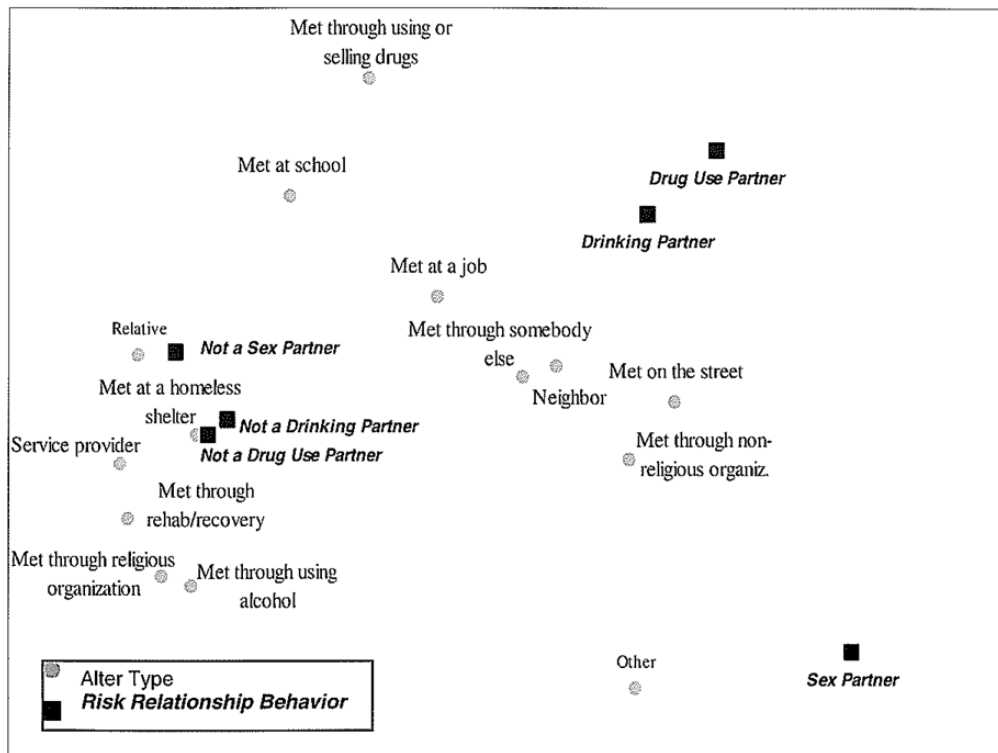 Met through using or
selling drugs
Drug Use Partner
Met at school
Drinking Partner
Met at a job
Relative
Not a Sex Partner
Met through somebody
else
Neighbor
Met on the street
Met at a homeless
shelter
Not a Drinking Partner
Service provider
Not a Drug Use Partner
Met through non-
religious organiz.
Met through
rehab/recovery
Met through religious
organization
Met through using
alcohol
Other
Sex Partner
Alter Type
Risk Relationship Behavior